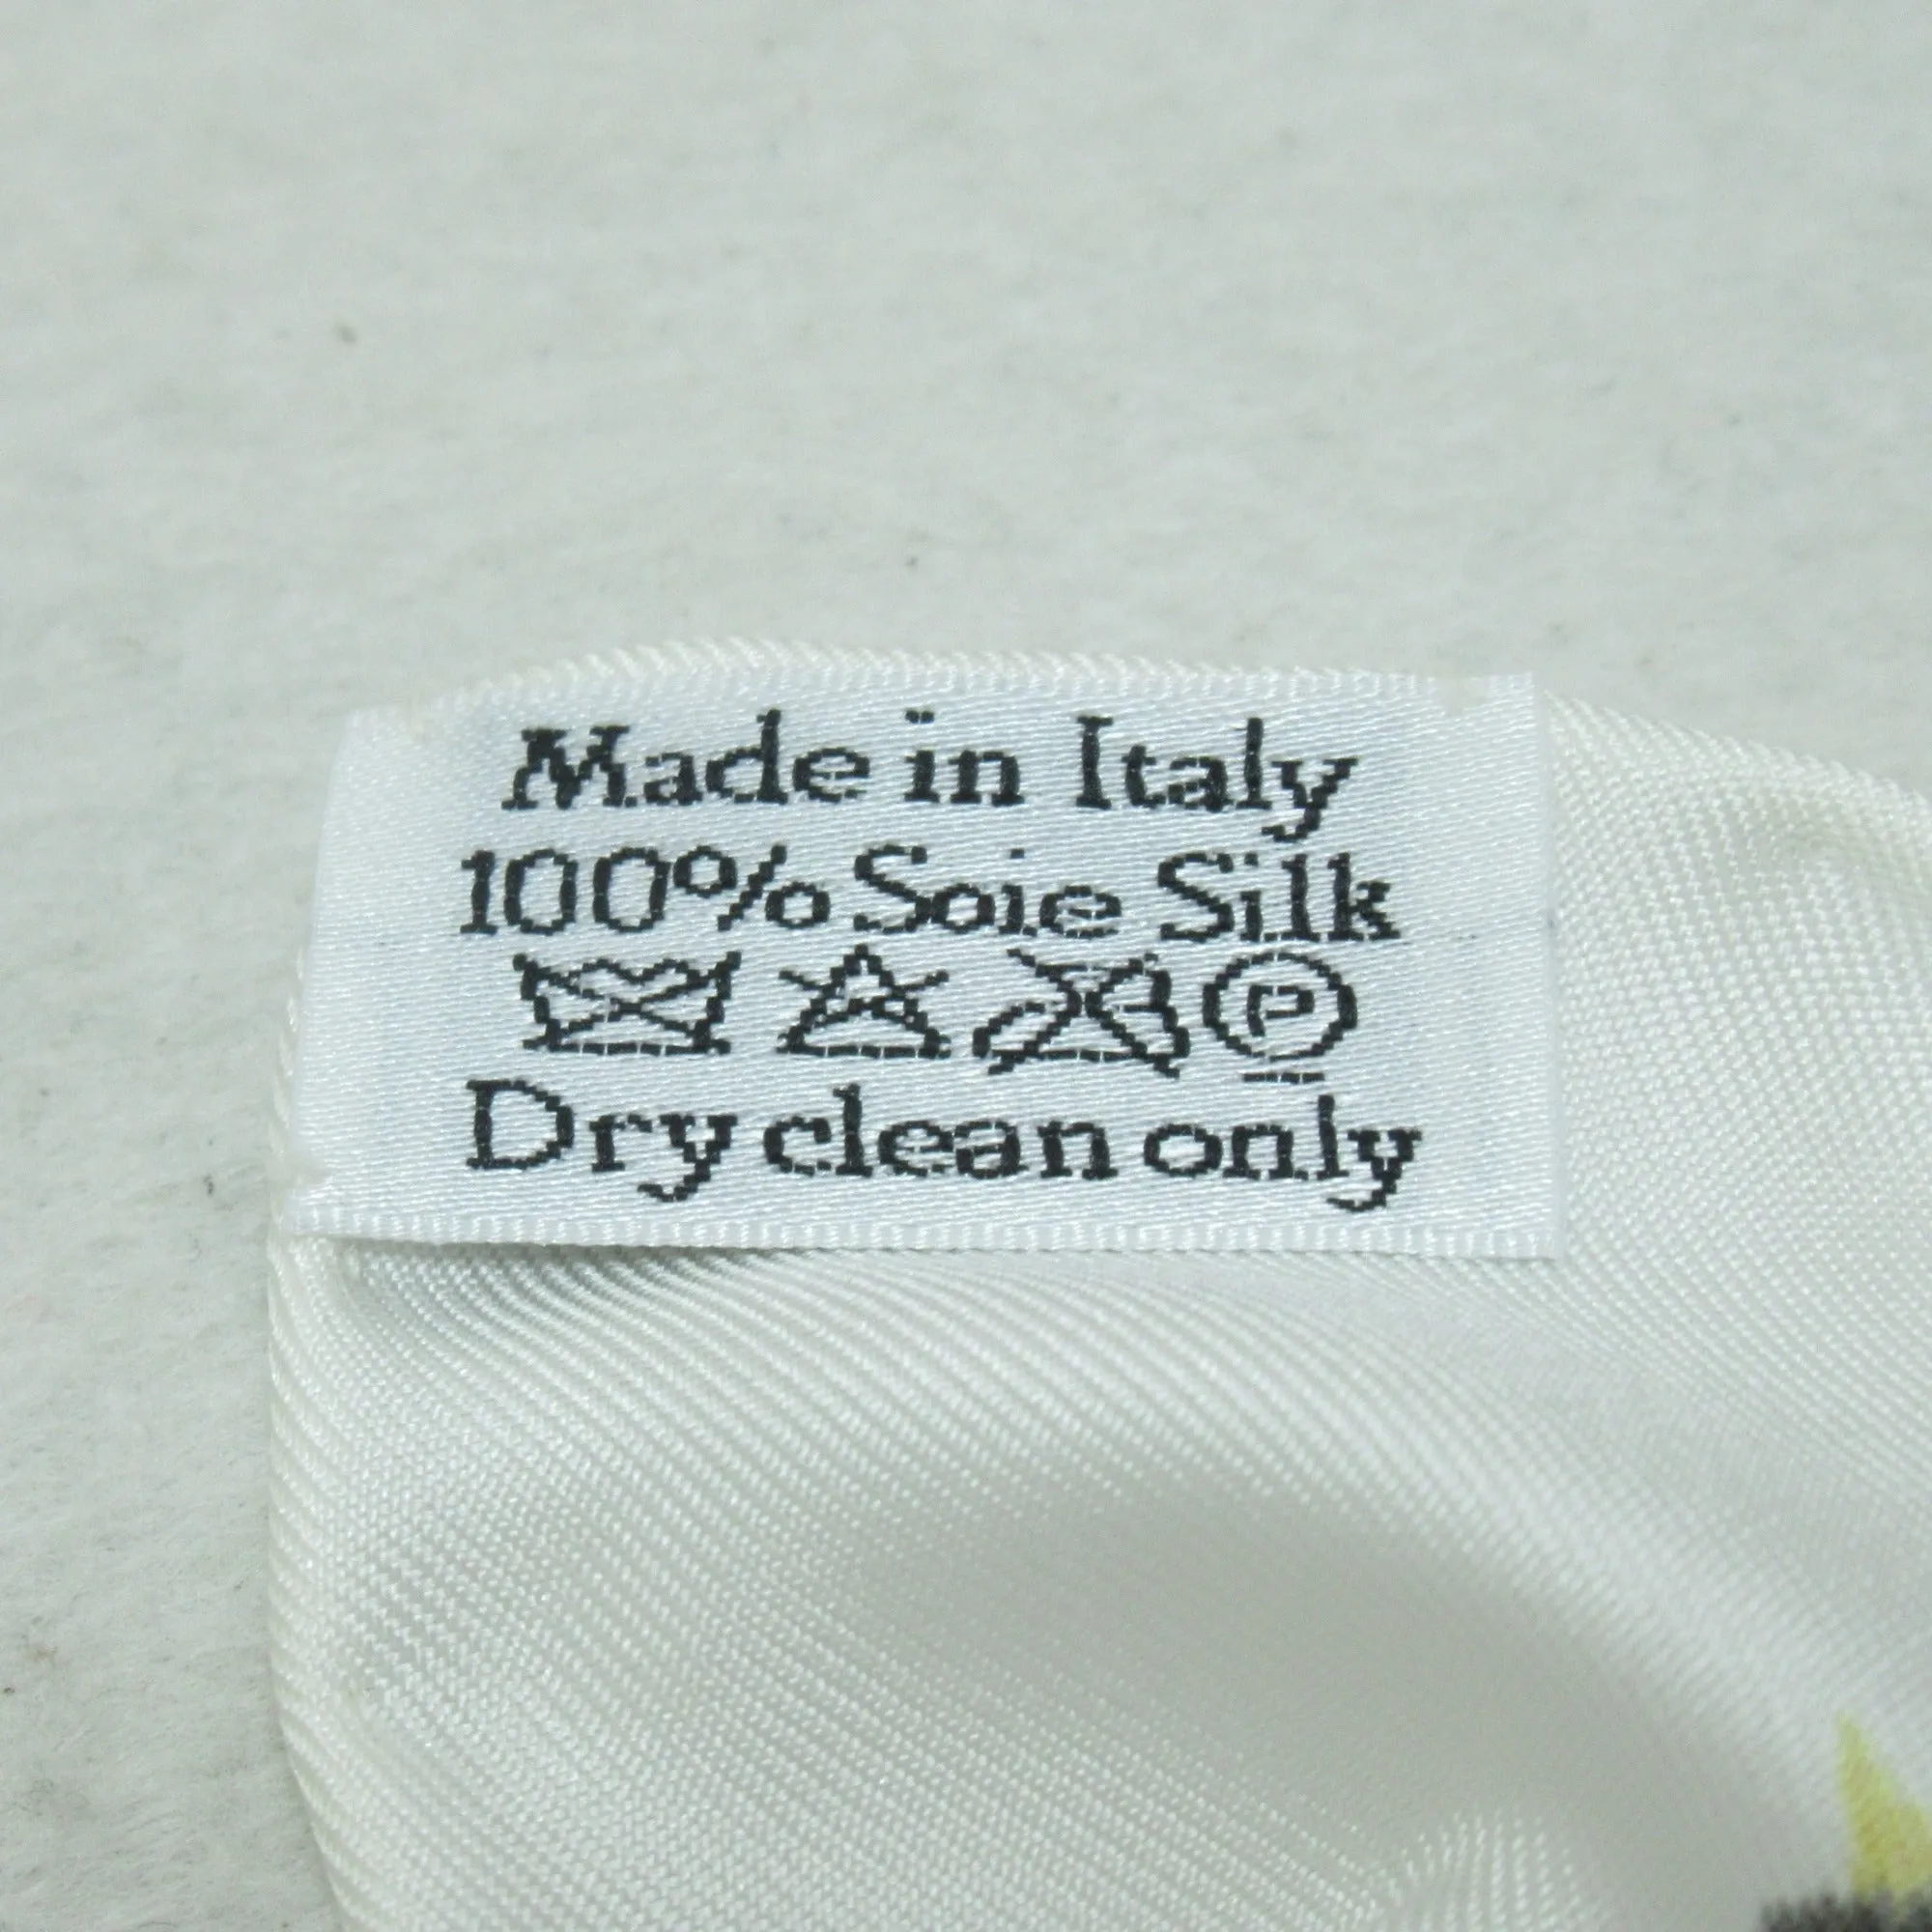 Made in Italy
100% Soie Silk
P
Dry clean only